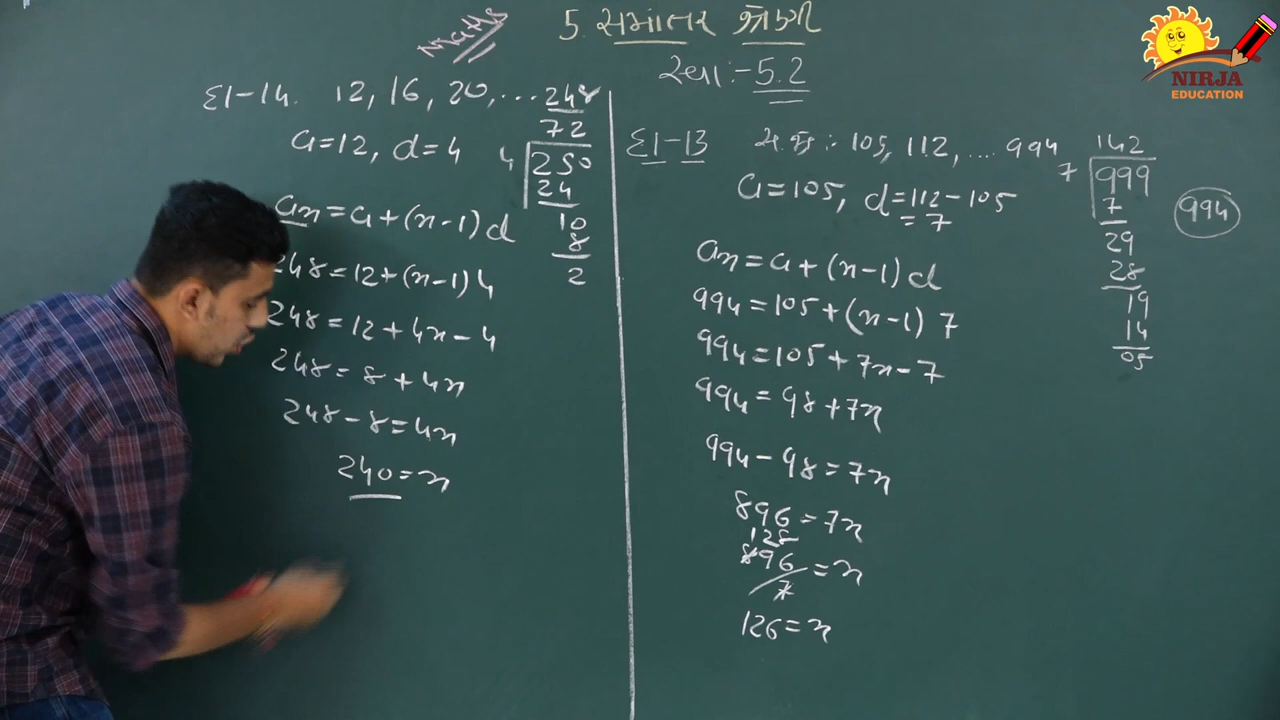 Maths
5. સમાંતર શ્રેણી
સ્વા :- 5.2
NIRJA
EDUCATION
દા-14. 12, 16, 20, ... 248
a=12, d=4
an = a + (n-1) d
248 = 12 + (n-1) 4
248 = 12 + 4n - 4
248 = 8 + 4n
248 - 8 = 4n
240 = n
72
4 250
24
10
8
2
દા-13 સ.શ્રે :- 105, 112, .... 994
a = 105, d = 112 - 105
= 7
an = a + (n-1) d
994 = 105 + (n-1) 7
994 = 105 + 7n - 7
994 = 98 + 7n
994 - 98 = 7n
896 = 7n
128
896/7 = n
126 = n
142
7 999
7
29
28
19
14
05
994